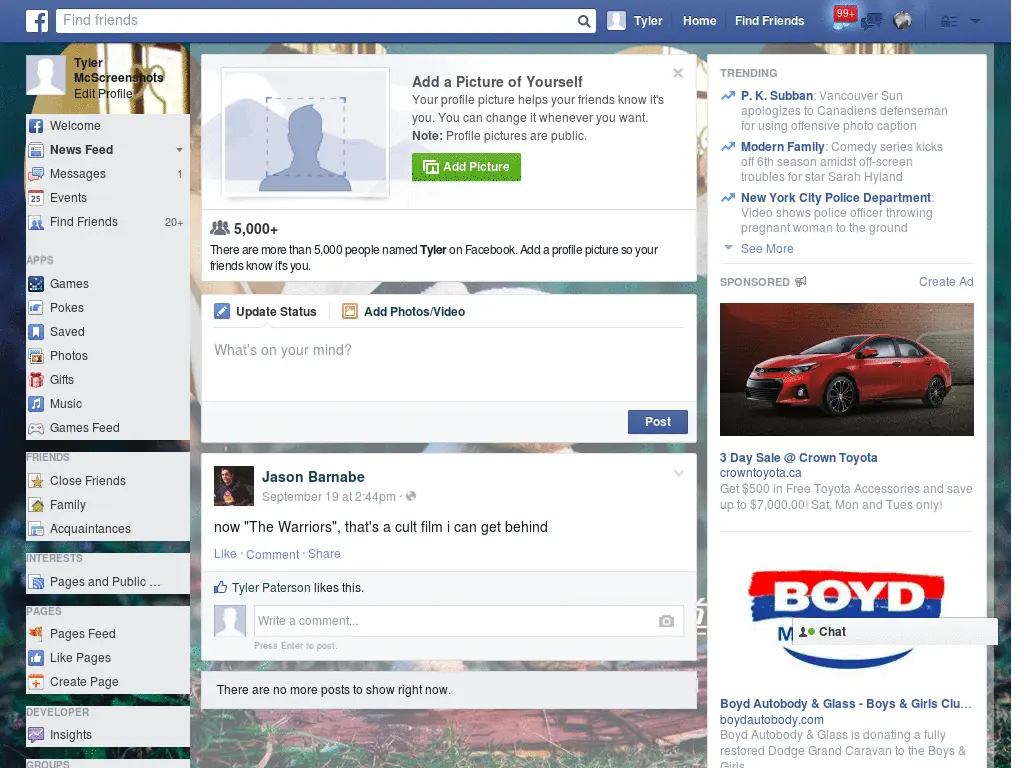 Find friends
Tyler
Home
Find Friends
99+
Tyler
McScreenshots
Edit Profile
Welcome
News Feed
Messages 1
25 Events
Find Friends 20+
APPS
Games
Pokes
Saved
Photos
Gifts
Music
Games Feed
FRIENDS
Close Friends
Family
Acquaintances
INTERESTS
Pages and Public ...
PAGES
Pages Feed
Like Pages
Create Page
DEVELOPER
Insights
GROUPS
Add a Picture of Yourself
Your profile picture helps your friends know it's
you. You can change it whenever you want.
Note: Profile pictures are public.
Add Picture
5,000+
There are more than 5,000 people named Tyler on Facebook. Add a profile picture so your
friends know it's you.
Update Status
Add Photos/Video
What's on your mind?
Post
Jason Barnabe
September 19 at 2:44pm ·
now "The Warriors", that's a cult film i can get behind
Like · Comment · Share
Tyler Paterson likes this.
Write a comment...
Press Enter to post.
There are no more posts to show right now.
TRENDING
P. K. Subban: Vancouver Sun
apologizes to Canadiens defenseman
for using offensive photo caption
Modern Family: Comedy series kicks
off 6th season amidst off-screen
troubles for star Sarah Hyland
New York City Police Department:
Video shows police officer throwing
pregnant woman to the ground
See More
SPONSORED
Create Ad
3 Day Sale @ Crown Toyota
crowntoyota.ca
Get $500 in Free Toyota Accessories and save
up to $7,000.00! Sat, Mon and Tues only!
BOYD
Chat
Boyd Autobody & Glass - Boys & Girls Clu...
boydautobody.com
Boyd Autobody & Glass is donating a fully
restored Dodge Grand Caravan to the Boys &
Girls